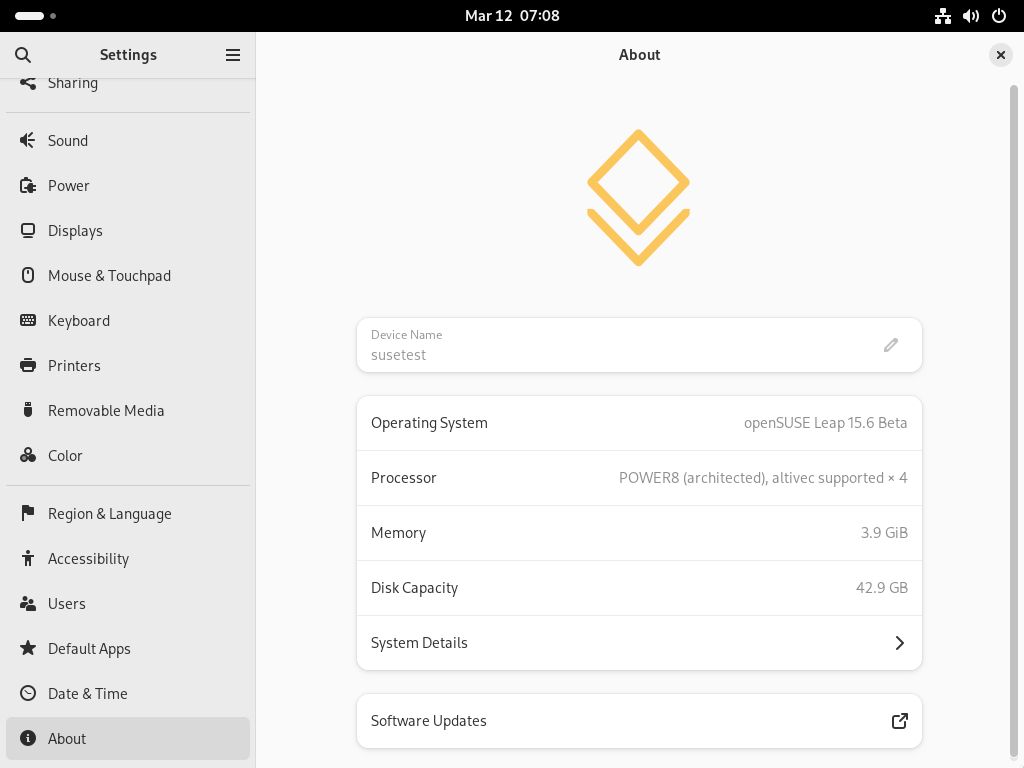 Mar 12  07:08
Settings
About
Sharing
Sound
Power
Displays
Mouse & Touchpad
Keyboard
Printers
Removable Media
Color
Region & Language
Accessibility
Users
Default Apps
Date & Time
About
Device Name
susetest
Operating System openSUSE Leap 15.6 Beta
Processor POWER8 (architected), altivec supported × 4
Memory 3.9 GiB
Disk Capacity 42.9 GB
System Details
Software Updates